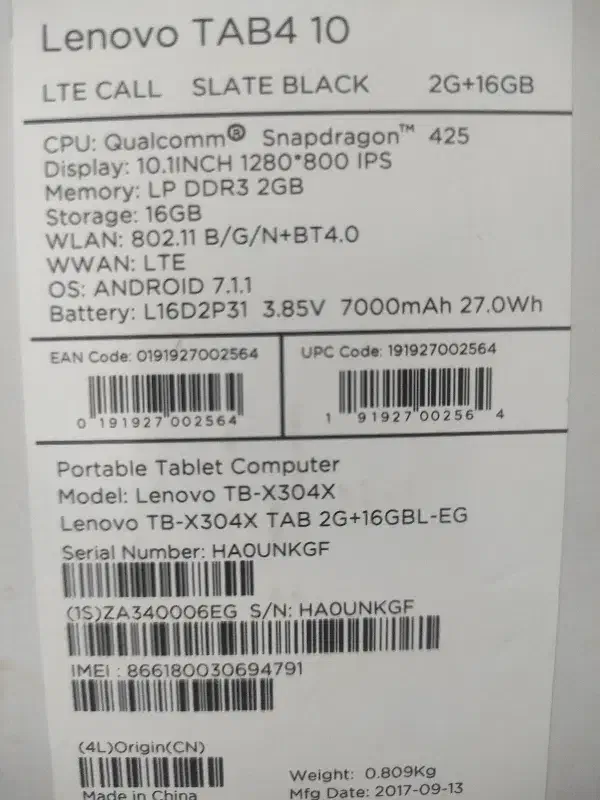 Lenovo TAB4 10
LTE CALL SLATE BLACK 2G+16GB
CPU: Qualcomm® Snapdragon™ 425
Display: 10.1INCH 1280*800 IPS
Memory: LP DDR3 2GB
Storage: 16GB
WLAN: 802.11 B/G/N+BT4.0
WWAN: LTE
OS: ANDROID 7.1.1
Battery: L16D2P31 3.85V 7000mAh 27.0Wh
EAN Code: 0191927002564
UPC Code: 191927002564
0 191927 002564
1 91927 00256 4
Portable Tablet Computer
Model: Lenovo TB-X304X
Lenovo TB-X304X TAB 2G+16GBL-EG
Serial Number: HA0UNKGF
(1S)ZA340006EG S/N: HA0UNKGF
IMEI : 866180030694791
(4L)Origin(CN)
Weight: 0.809Kg
Made in China
Mfg Date: 2017-09-13